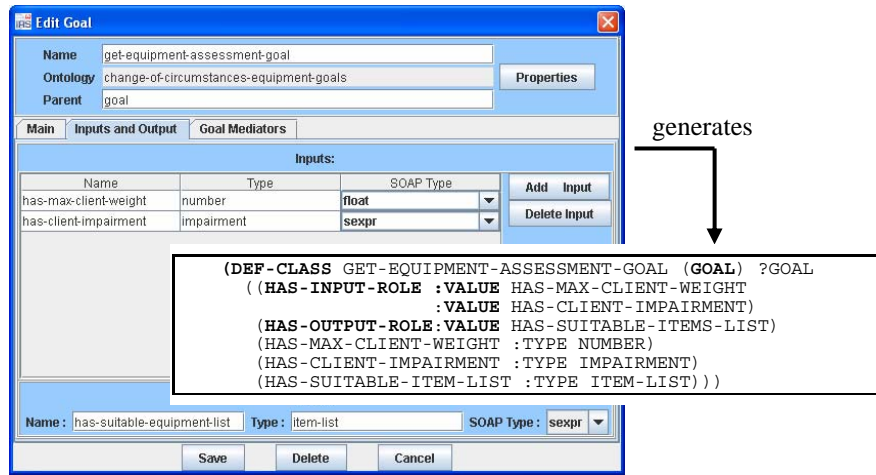 IRS Edit Goal
Name get-equipment-assessment-goal
Ontology change-of-circumstances-equipment-goals Properties
Parent goal
Main Inputs and Output Goal Mediators
generates
Inputs:
Name Type SOAP Type
has-max-client-weight number float
has-client-impairment impairment sexpr
Add Input
Delete Input
(DEF-CLASS GET-EQUIPMENT-ASSESSMENT-GOAL (GOAL) ?GOAL
((HAS-INPUT-ROLE :VALUE HAS-MAX-CLIENT-WEIGHT
:VALUE HAS-CLIENT-IMPAIRMENT)
(HAS-OUTPUT-ROLE:VALUE HAS-SUITABLE-ITEMS-LIST)
(HAS-MAX-CLIENT-WEIGHT :TYPE NUMBER)
(HAS-CLIENT-IMPAIRMENT :TYPE IMPAIRMENT)
(HAS-SUITABLE-ITEM-LIST :TYPE ITEM-LIST)))
Name : has-suitable-equipment-list Type : item-list SOAP Type : sexpr
Save Delete Cancel